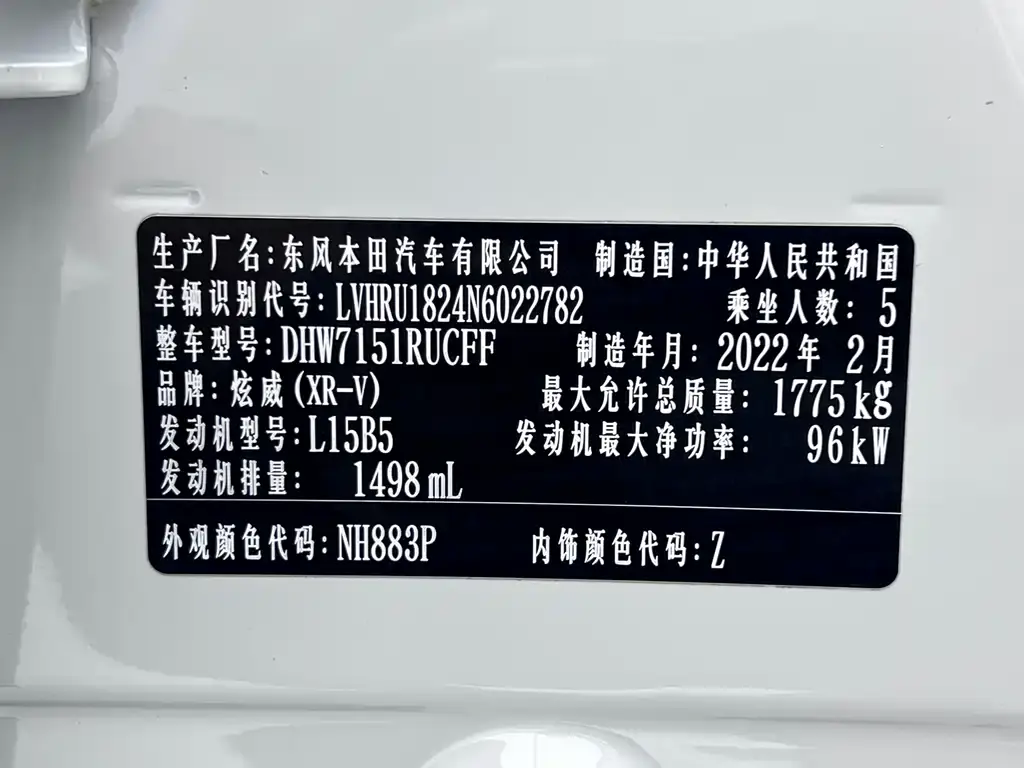 生产厂名:东风本田汽车有限公司 制造国:中华人民共和国
车辆识别代号:LVHRU1824N6022782 乘坐人数: 5
整车型号:DHW7151RUCFF 制造年月: 2022年 2月
品牌: 炫威(XR-V) 最大允许总质量: 1775kg
发动机型号:L15B5 发动机最大净功率: 96kW
发动机排量: 1498mL
外观颜色代码:NH883P 内饰颜色代码:Z